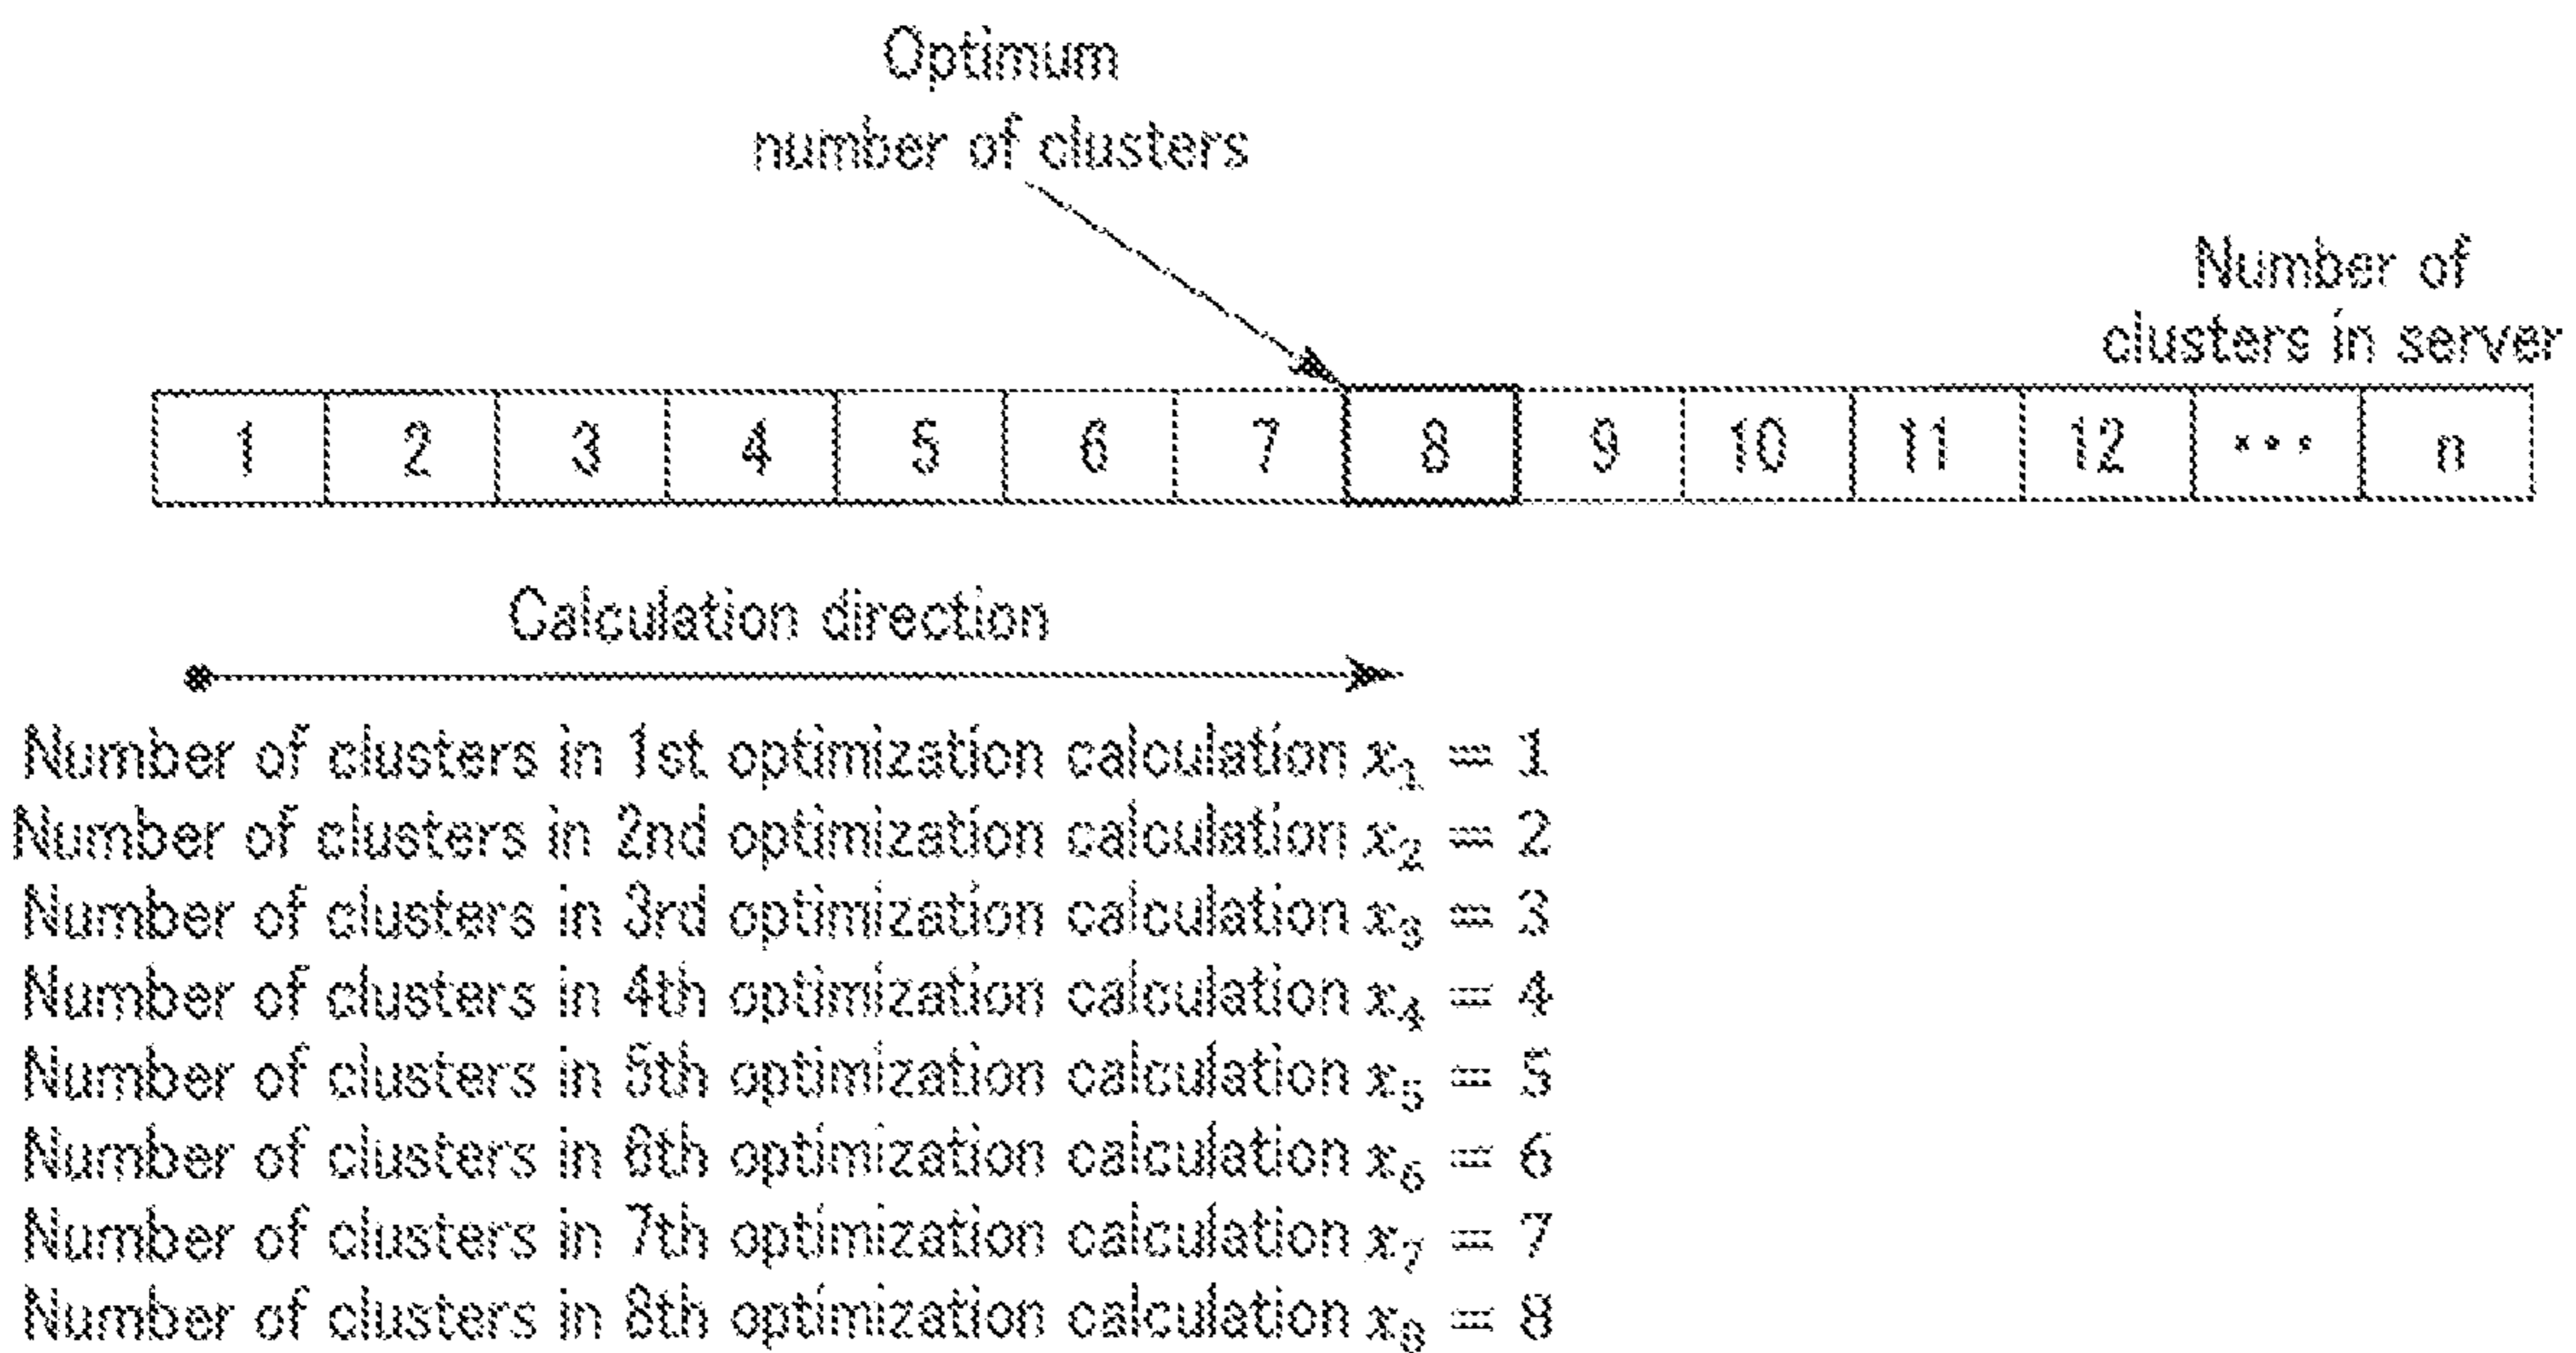 Optimum
number of clusters
Number of
clusters in server
1 2 3 4 5 6 7 8 9 10 11 12 ••• n
Calculation direction
Number of clusters in 1st optimization calculation x₁ = 1
Number of clusters in 2nd optimization calculation x₂ = 2
Number of clusters in 3rd optimization calculation x₃ = 3
Number of clusters in 4th optimization calculation x₄ = 4
Number of clusters in 5th optimization calculation x₅ = 5
Number of clusters in 6th optimization calculation x₆ = 6
Number of clusters in 7th optimization calculation x₇ = 7
Number of clusters in 8th optimization calculation x₈ = 8